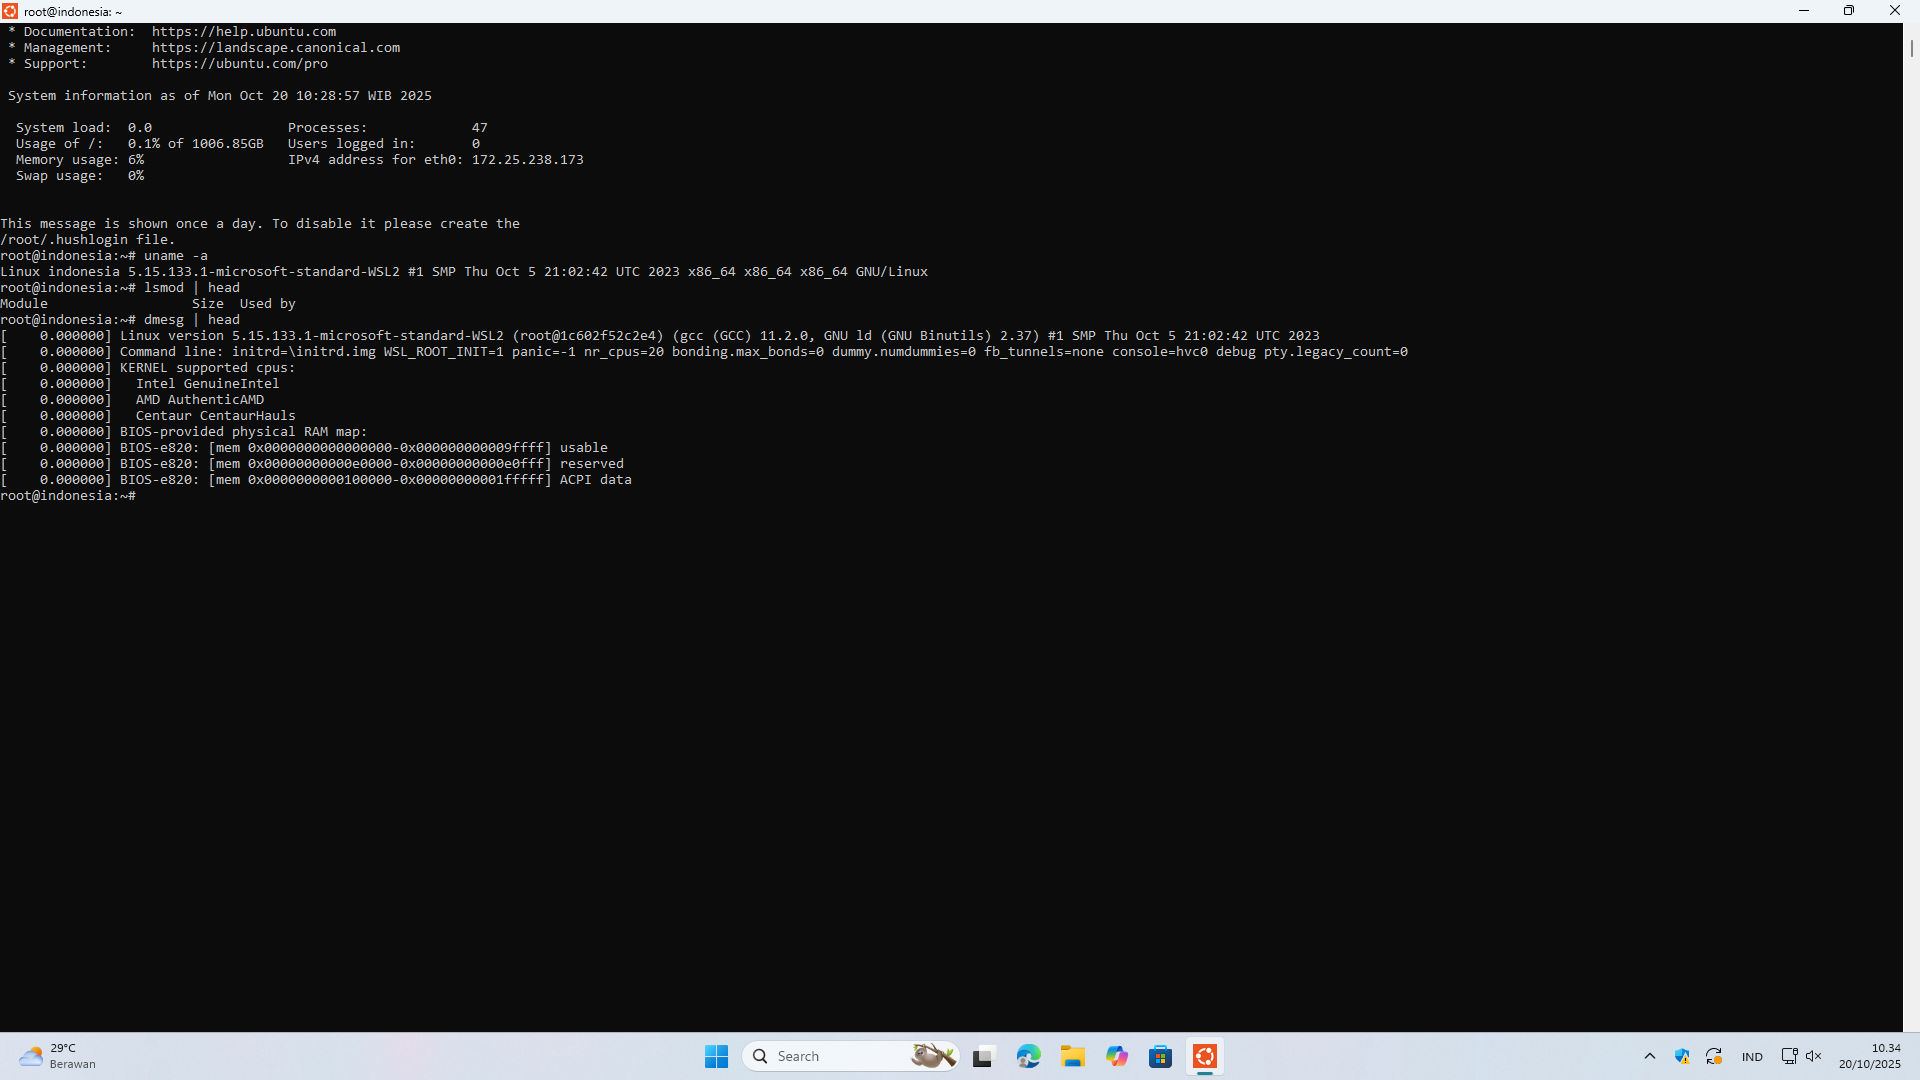 root@indonesia: ~
* Documentation:  https://help.ubuntu.com
* Management:     https://landscape.canonical.com
* Support:        https://ubuntu.com/pro
System information as of Mon Oct 20 10:28:57 WIB 2025
System load:  0.0                 Processes:             47
Usage of /:   0.1% of 1006.85GB   Users logged in:       0
Memory usage: 6%                  IPv4 address for eth0: 172.25.238.173
Swap usage:   0%
This message is shown once a day. To disable it please create the
/root/.hushlogin file.
root@indonesia:~# uname -a
Linux indonesia 5.15.133.1-microsoft-standard-WSL2 #1 SMP Thu Oct 5 21:02:42 UTC 2023 x86_64 x86_64 x86_64 GNU/Linux
root@indonesia:~# lsmod | head
Module                  Size  Used by
root@indonesia:~# dmesg | head
[    0.000000] Linux version 5.15.133.1-microsoft-standard-WSL2 (root@1c602f52c2e4) (gcc (GCC) 11.2.0, GNU ld (GNU Binutils) 2.37) #1 SMP Thu Oct 5 21:02:42 UTC 2023
[    0.000000] Command line: initrd=\initrd.img WSL_ROOT_INIT=1 panic=-1 nr_cpus=20 bonding.max_bonds=0 dummy.numdummies=0 fb_tunnels=none console=hvc0 debug pty.legacy_count=0
[    0.000000] KERNEL supported cpus:
[    0.000000]   Intel GenuineIntel
[    0.000000]   AMD AuthenticAMD
[    0.000000]   Centaur CentaurHauls
[    0.000000] BIOS-provided physical RAM map:
[    0.000000] BIOS-e820: [mem 0x0000000000000000-0x000000000009ffff] usable
[    0.000000] BIOS-e820: [mem 0x00000000000e0000-0x00000000000e0fff] reserved
[    0.000000] BIOS-e820: [mem 0x0000000000100000-0x00000000001fffff] ACPI data
root@indonesia:~#
29°C
Berawan
Search
IND
10.34
20/10/2025